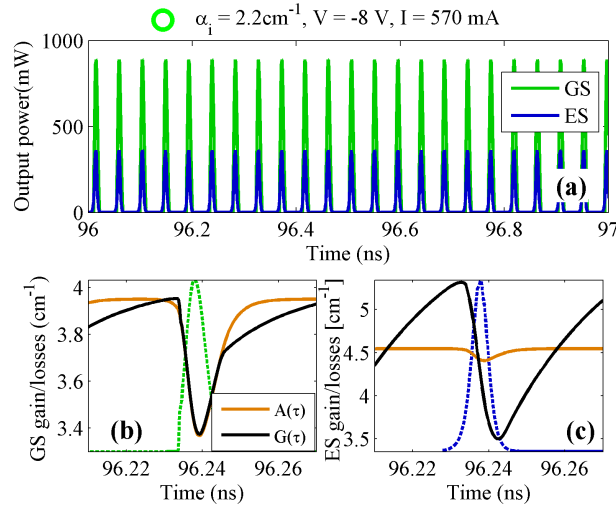 α_i = 2.2cm⁻¹, V = -8 V, I = 570 mA
Output power(mW)
1000
500
0
GS
ES
(a)
96 96.2 96.4 96.6 96.8 97
Time (ns)
GS gain/losses (cm⁻¹)
4
3.8
3.6
3.4
(b)
A(τ)
G(τ)
96.22 96.24 96.26
Time (ns)
ES gain/losses [cm⁻¹]
5
4.5
4
3.5
(c)
96.22 96.24 96.26
Time (ns)